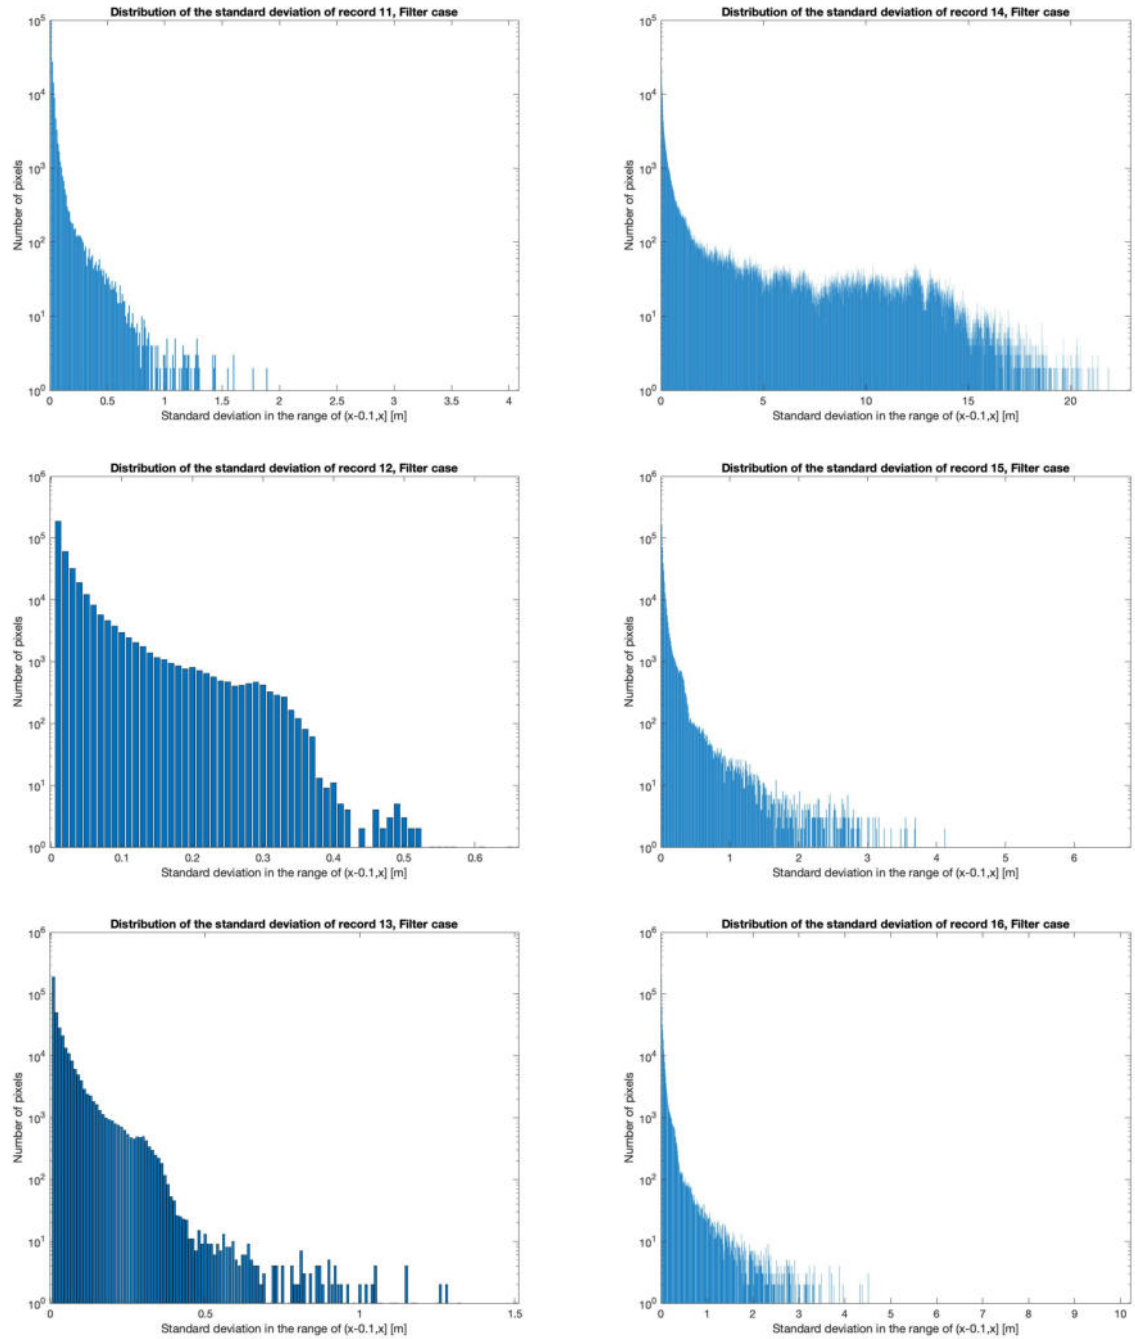 Distribution of the standard deviation of record 11, Filter case
10^5
10^4
10^3
10^2
10^1
10^0
Number of pixels
0 0.5 1 1.5 2 2.5 3 3.5 4
Standard deviation in the range of (x-0.1,x] [m]
Distribution of the standard deviation of record 14, Filter case
10^5
10^4
10^3
10^2
10^1
10^0
Number of pixels
0 5 10 15 20
Standard deviation in the range of (x-0.1,x] [m]
Distribution of the standard deviation of record 12, Filter case
10^6
10^5
10^4
10^3
10^2
10^1
10^0
Number of pixels
0 0.1 0.2 0.3 0.4 0.5 0.6
Standard deviation in the range of (x-0.1,x] [m]
Distribution of the standard deviation of record 15, Filter case
10^6
10^5
10^4
10^3
10^2
10^1
10^0
Number of pixels
0 1 2 3 4 5 6
Standard deviation in the range of (x-0.1,x] [m]
Distribution of the standard deviation of record 13, Filter case
10^6
10^5
10^4
10^3
10^2
10^1
10^0
Number of pixels
0 0.5 1 1.5
Standard deviation in the range of (x-0.1,x] [m]
Distribution of the standard deviation of record 16, Filter case
10^6
10^5
10^4
10^3
10^2
10^1
10^0
Number of pixels
0 1 2 3 4 5 6 7 8 9 10
Standard deviation in the range of (x-0.1,x] [m]